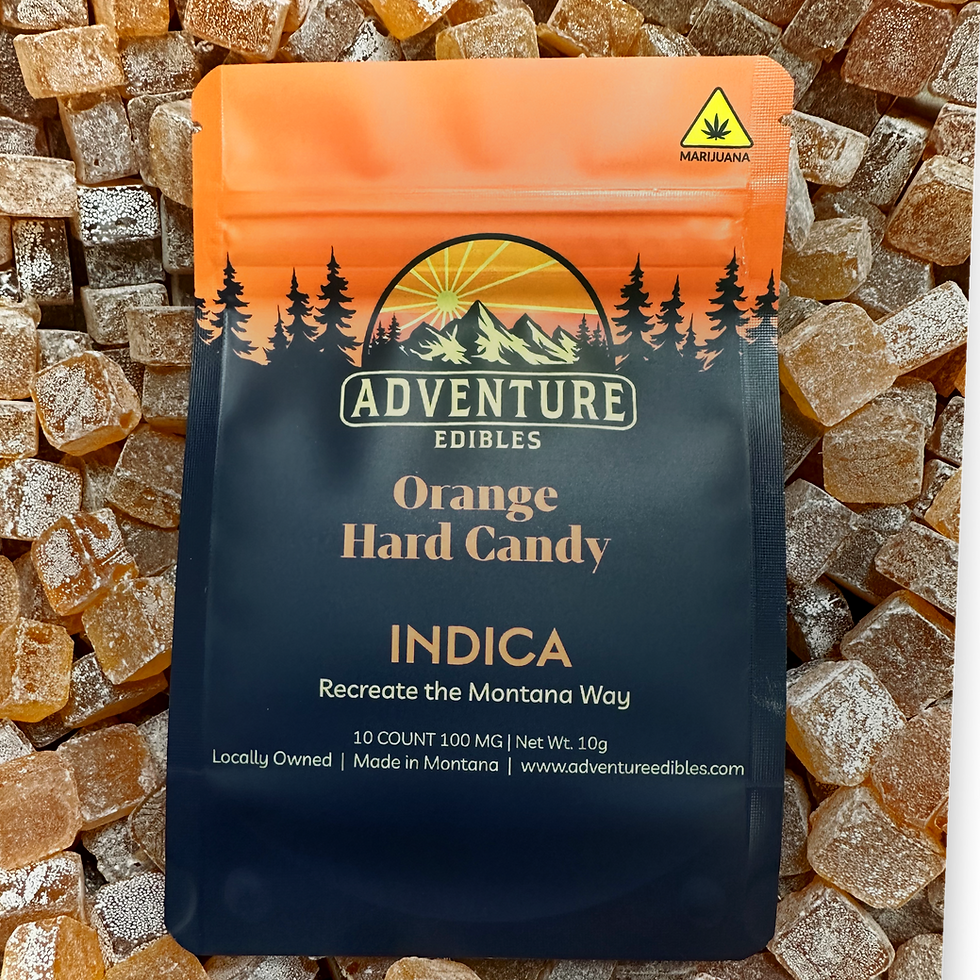 MARIJUANA
ADVENTURE
EDIBLES
Orange
Hard Candy
INDICA
Recreate the Montana Way
10 COUNT 100 MG | Net Wt. 10g
Locally Owned | Made in Montana | www.adventureedibles.com